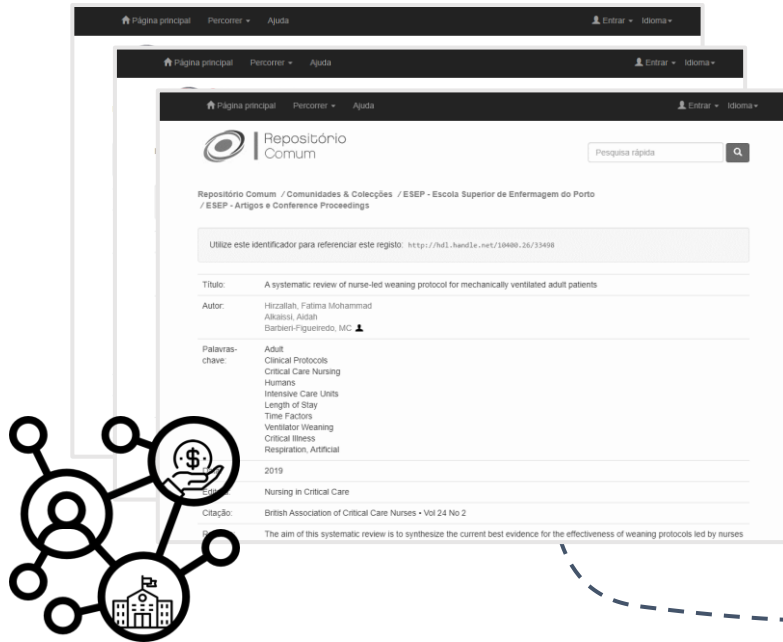 Página principal Percorrer Ajuda Entrar Idioma
Página principal Percorrer Ajuda Entrar Idioma
Página principal Percorrer Ajuda Entrar Idioma
Repositório
Comum
Pesquisa rápida
Repositório Comum / Comunidades & Colecções / ESEP - Escola Superior de Enfermagem do Porto
/ ESEP - Artigos e Conference Proceedings
Utilize este identificador para referenciar este registo: http://hdl.handle.net/10400.26/33498
Título: A systematic review of nurse-led weaning protocol for mechanically ventilated adult patients
Autor: Hirzallah, Fatima Mohammad
Alkaissi, Aidah
Barbieri-Figueiredo, MC
Palavras-
chave:
Adult
Clinical Protocols
Critical Care Nursing
Humans
Intensive Care Units
Length of Stay
Time Factors
Ventilator Weaning
Critical Illness
Respiration, Artificial
2019
Nursing in Critical Care
Citação: British Association of Critical Care Nurses • Vol 24 No 2
The aim of this systematic review is to synthesize the current best evidence for the effectiveness of weaning protocols led by nurses
$